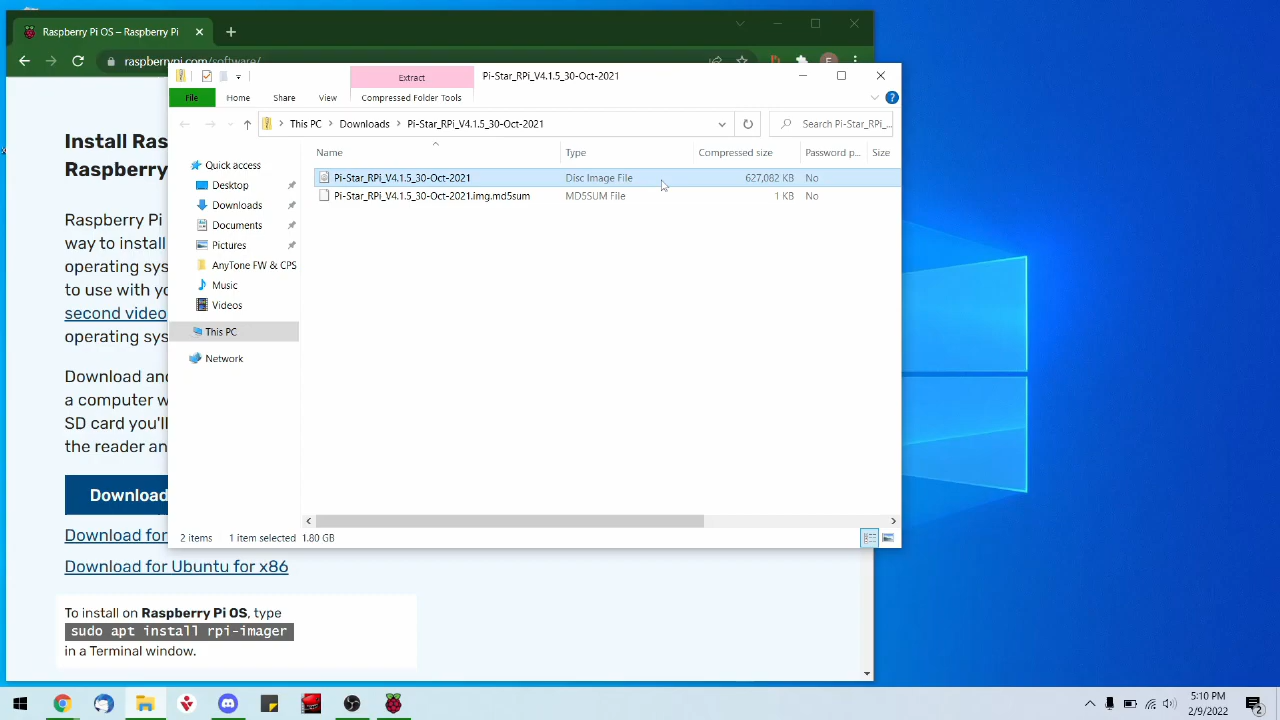 Raspberry Pi OS – Raspberry Pi
raspberrypi.com/software/
Extract
Pi-Star_RPi_V4.1.5_30-Oct-2021
File
Home
Share
View
Compressed Folder Tools
This PC
Downloads
Pi-Star_RPi_V4.1.5_30-Oct-2021
Search Pi-Star_RPi_...
Name
Type
Compressed size
Password p...
Size
Pi-Star_RPi_V4.1.5_30-Oct-2021
Disc Image File
627,082 KB
No
Pi-Star_RPi_V4.1.5_30-Oct-2021.img.md5sum
MD5SUM File
1 KB
No
Quick access
Desktop
Downloads
Documents
Pictures
AnyTone FW & CPS
Music
Videos
This PC
Network
2 items
1 item selected
1.80 GB
Install Ras
Raspberry
Raspberry Pi
way to install
operating sys
to use with yo
second video
operating sys
Download and
a computer w
SD card you'll
the reader an
Download
Download for
Download for Ubuntu for x86
To install on Raspberry Pi OS, type
sudo apt install rpi-imager
in a Terminal window.
5:10 PM
2/9/2022
2